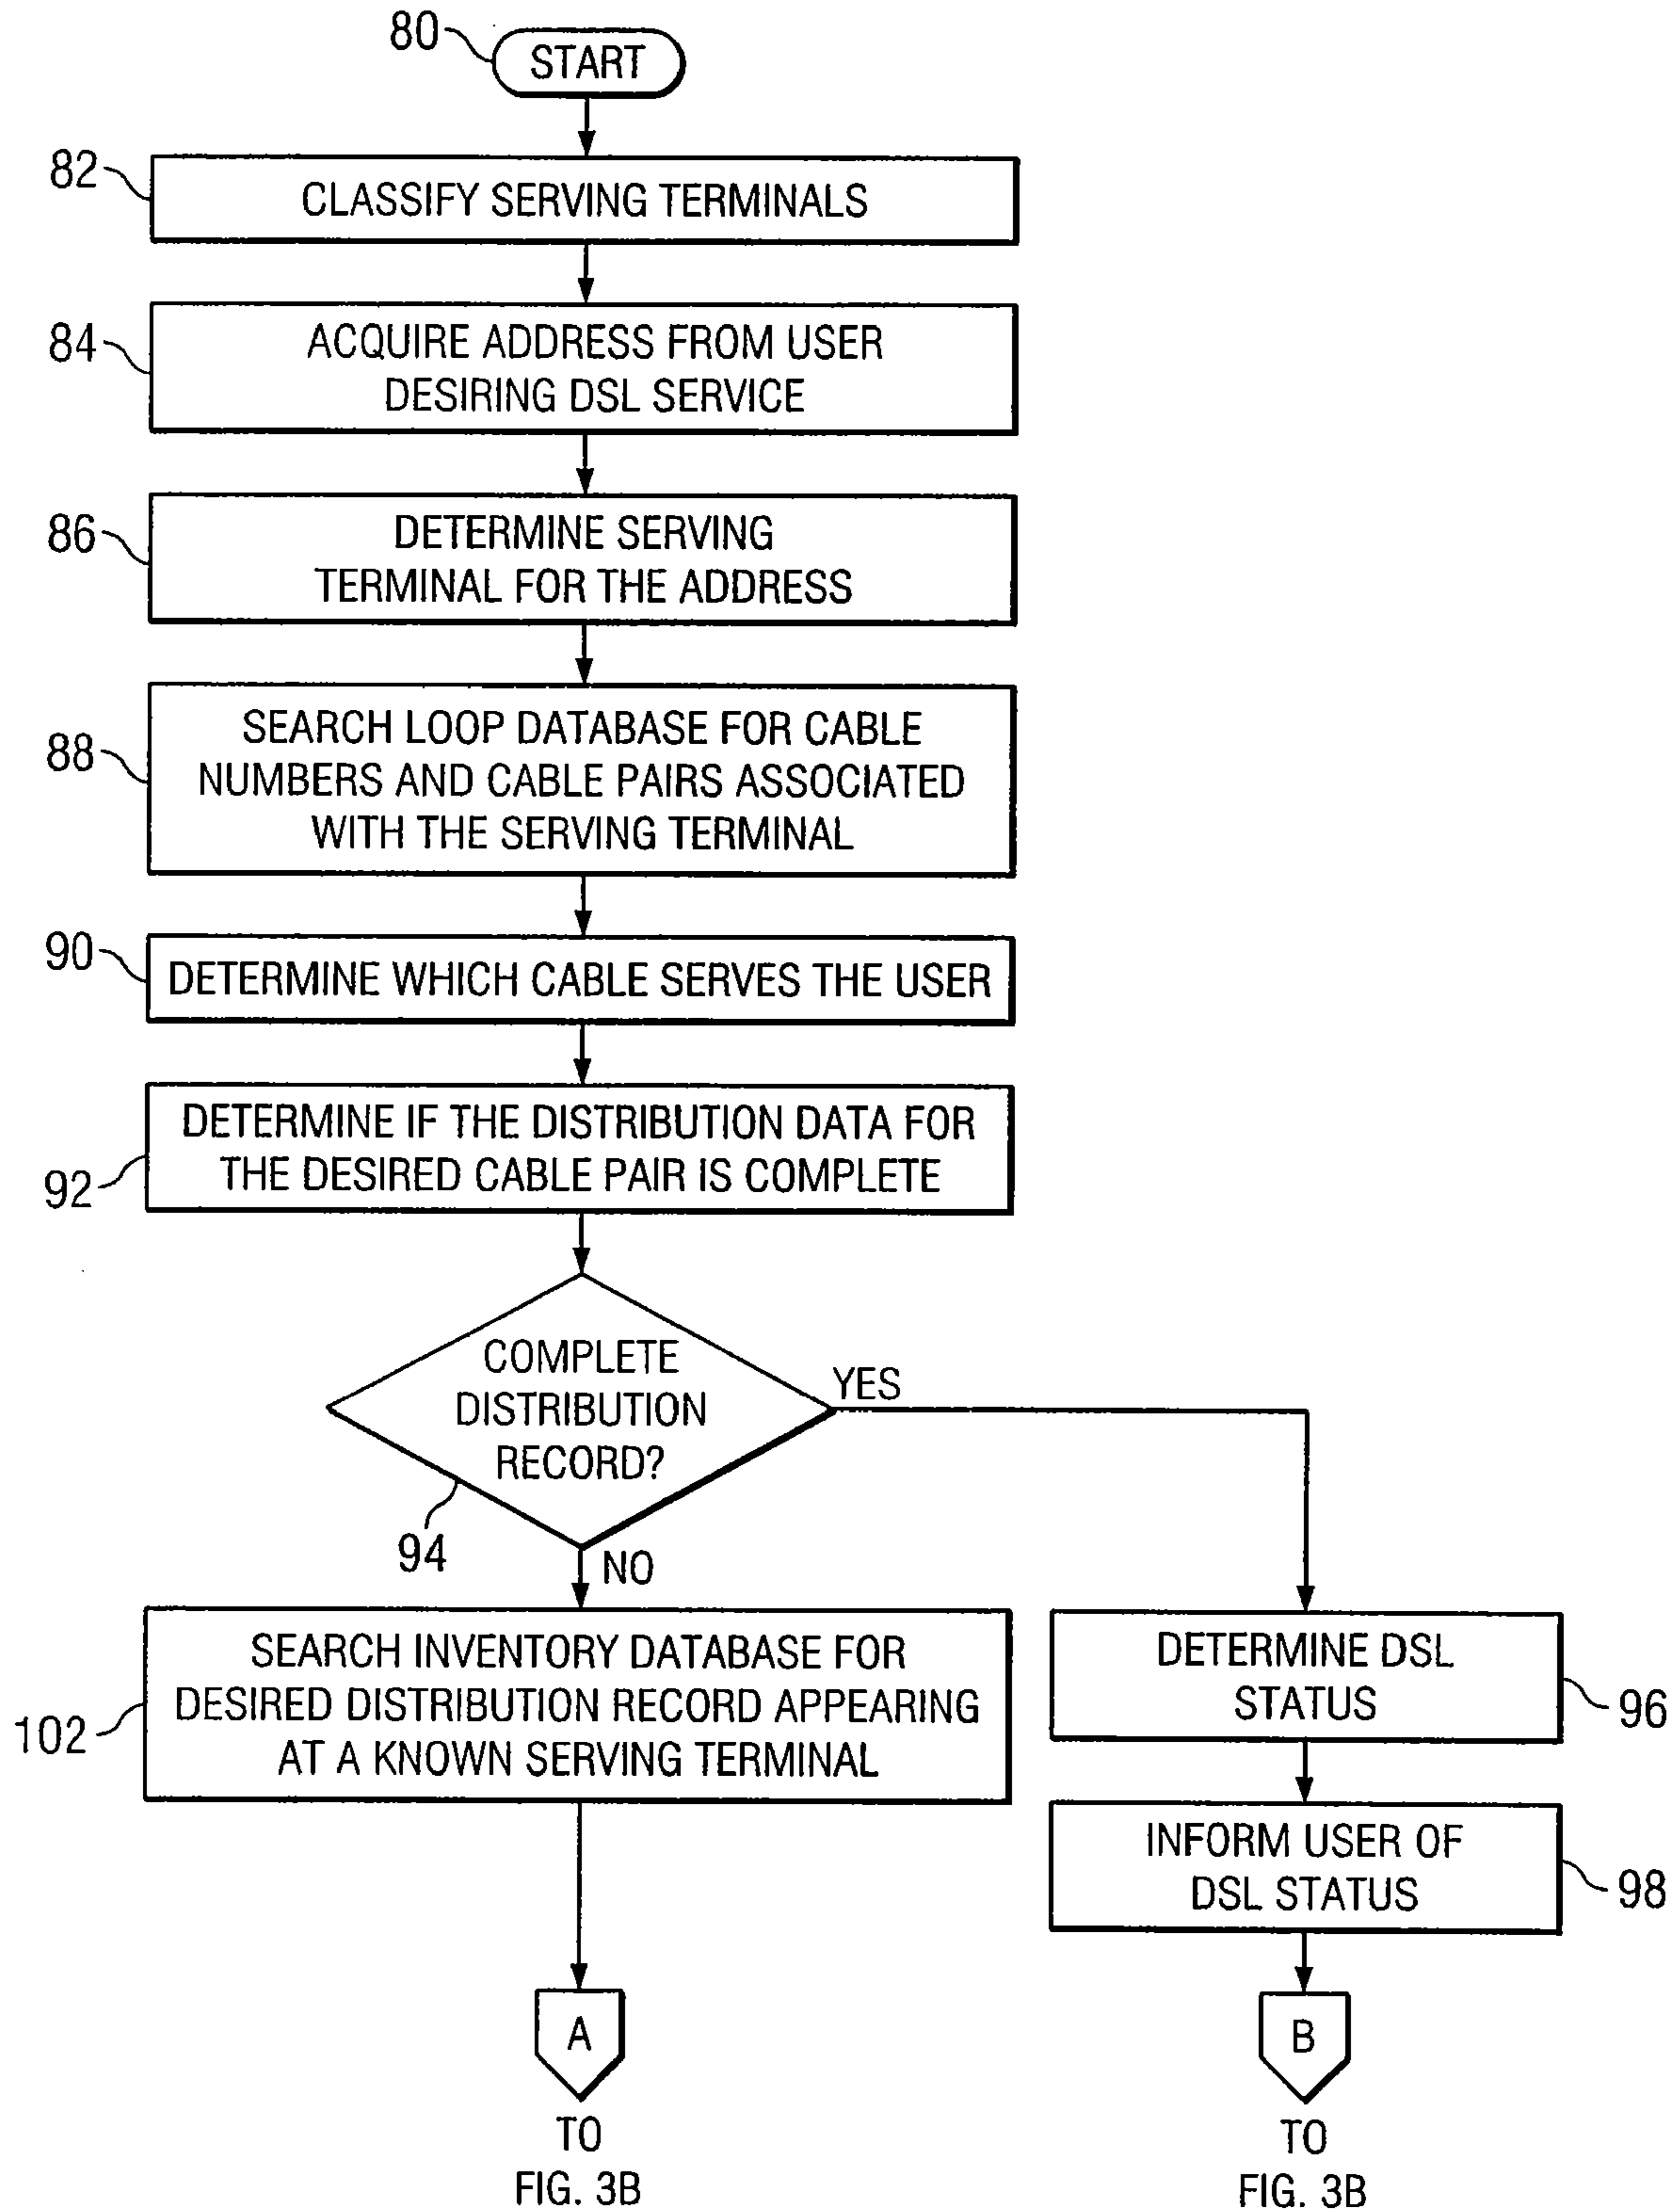 80
START
82
CLASSIFY SERVING TERMINALS
84
ACQUIRE ADDRESS FROM USER
DESIRING DSL SERVICE
86
DETERMINE SERVING
TERMINAL FOR THE ADDRESS
88
SEARCH LOOP DATABASE FOR CABLE
NUMBERS AND CABLE PAIRS ASSOCIATED
WITH THE SERVING TERMINAL
90
DETERMINE WHICH CABLE SERVES THE USER
92
DETERMINE IF THE DISTRIBUTION DATA FOR
THE DESIRED CABLE PAIR IS COMPLETE
COMPLETE
DISTRIBUTION
RECORD?
YES
94
NO
102
SEARCH INVENTORY DATABASE FOR
DESIRED DISTRIBUTION RECORD APPEARING
AT A KNOWN SERVING TERMINAL
DETERMINE DSL
STATUS
96
INFORM USER OF
DSL STATUS
98
A
TO
FIG. 3B
B
TO
FIG. 3B